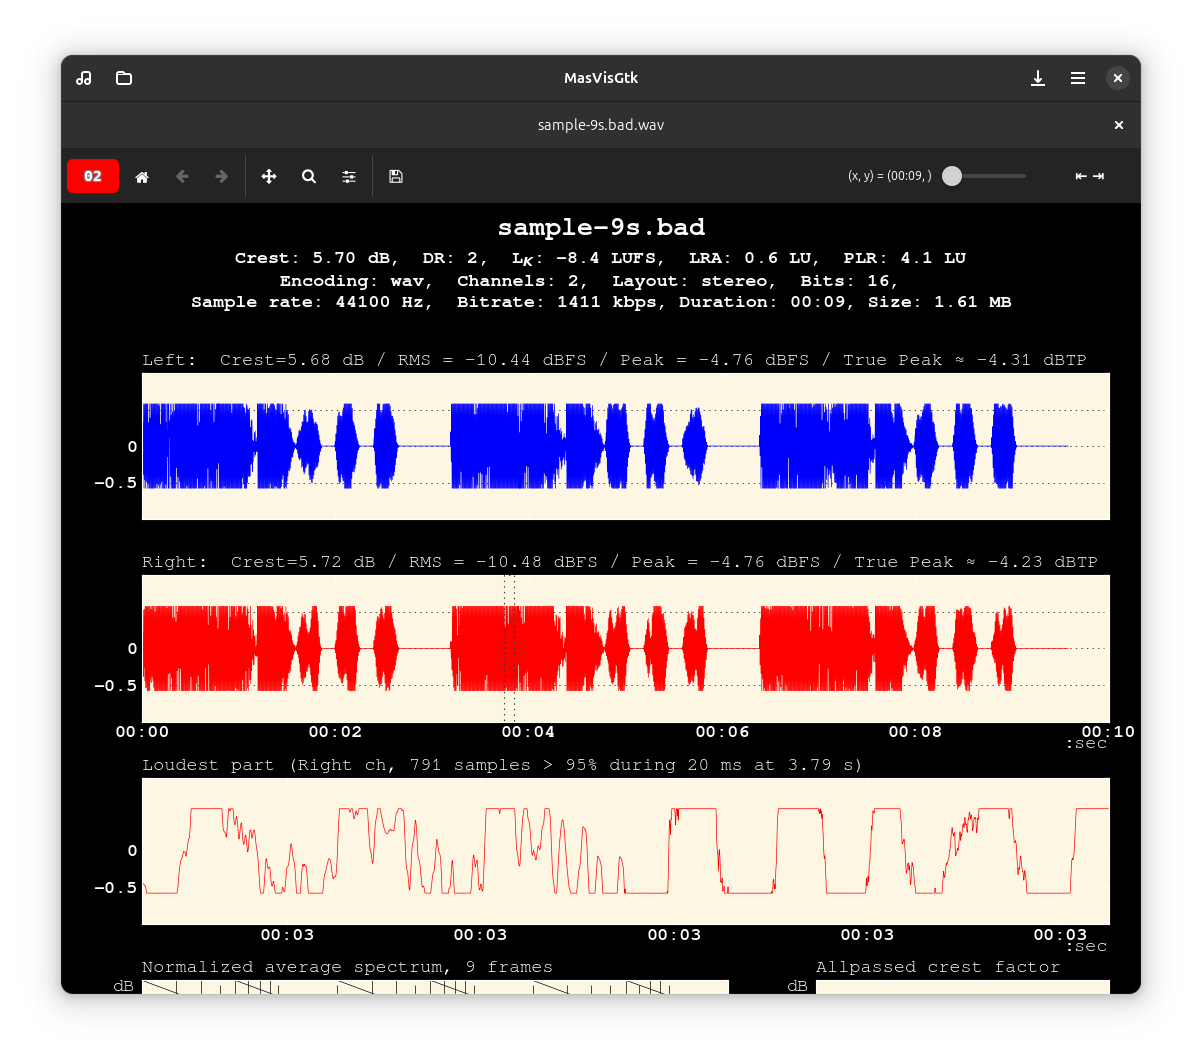 MasVisGtk
sample-9s.bad.wav
02
(x, y) = (00:09, )
sample-9s.bad
Crest: 5.70 dB,  DR: 2,  LK: -8.4 LUFS,  LRA: 0.6 LU,  PLR: 4.1 LU
Encoding: wav,  Channels: 2,  Layout: stereo,  Bits: 16,
Sample rate: 44100 Hz,  Bitrate: 1411 kbps, Duration: 00:09, Size: 1.61 MB
Left:  Crest=5.68 dB / RMS = -10.44 dBFS / Peak = -4.76 dBFS / True Peak ≈ -4.31 dBTP
0
-0.5
Right:  Crest=5.72 dB / RMS = -10.48 dBFS / Peak = -4.76 dBFS / True Peak ≈ -4.23 dBTP
0
-0.5
00:00 00:02 00:04 00:06 00:08 00:10
:sec
Loudest part (Right ch, 791 samples > 95% during 20 ms at 3.79 s)
0
-0.5
00:03 00:03 00:03 00:03 00:03
:sec
Normalized average spectrum, 9 frames
Allpassed crest factor
dB
dB